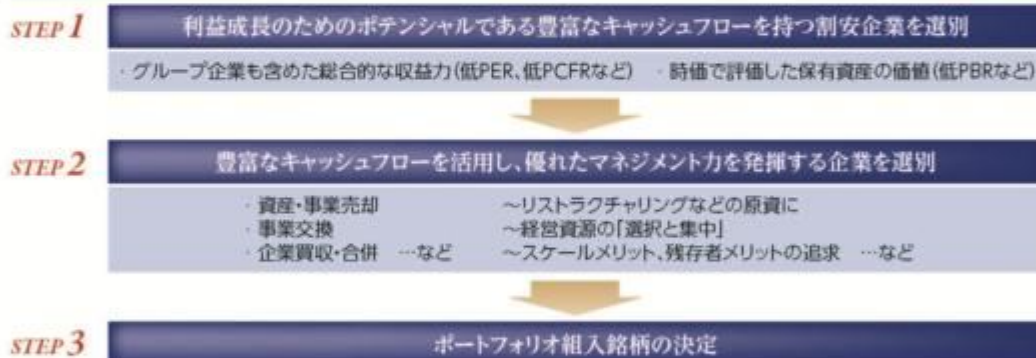 STEP 1
利益成長のためのポテンシャルである豊富なキャッシュフローを持つ割安企業を選別
・グループ企業も含めた総合的な収益力(低PER、低PCFRなど) ・時価で評価した保有資産の価値(低PBRなど)
STEP 2
豊富なキャッシュフローを活用し、優れたマネジメント力を発揮する企業を選別
・資産・事業売却 ～リストラクチャリングなどの原資に
・事業交換 ～経営資源の「選択と集中」
・企業買収・合併 …など ～スケールメリット、残存者メリットの追求 …など
STEP 3
ポートフォリオ組入銘柄の決定